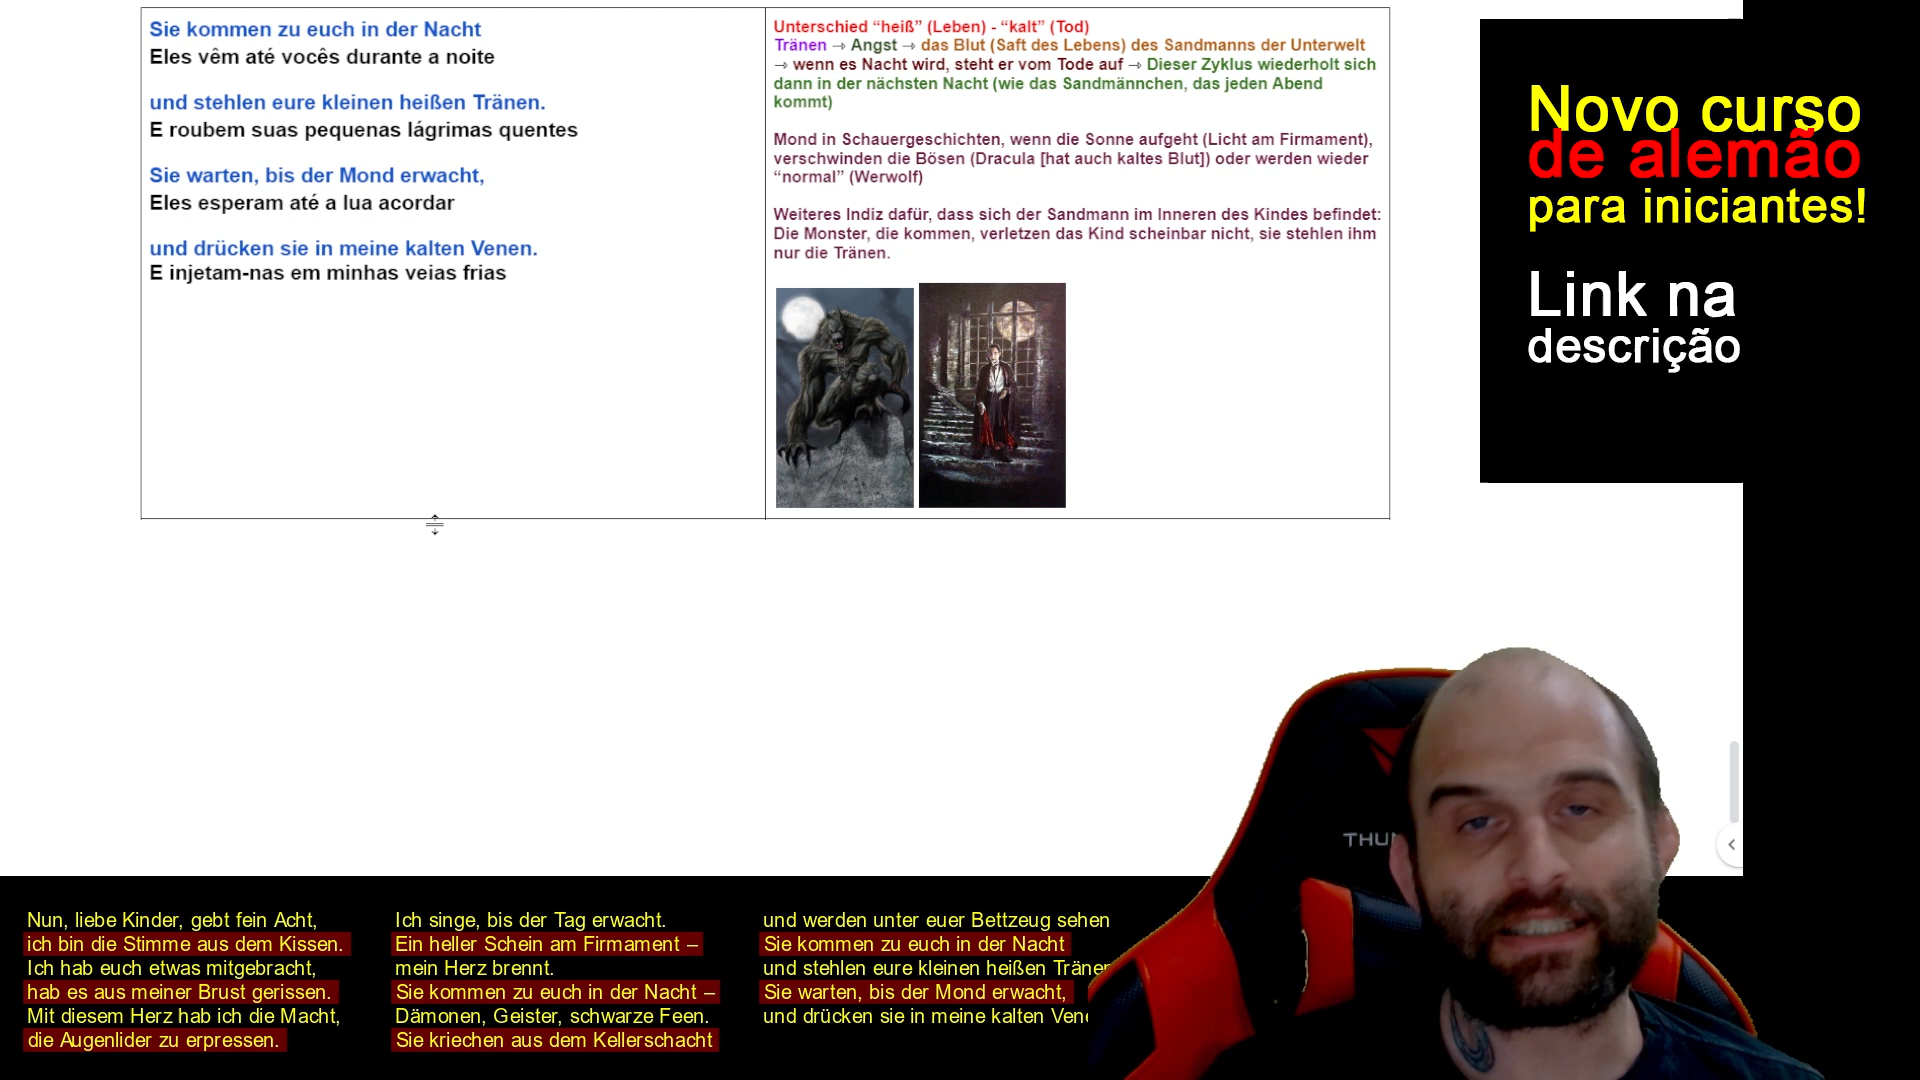 Sie kommen zu euch in der Nacht
Eles vêm até vocês durante a noite
und stehlen eure kleinen heißen Tränen.
E roubem suas pequenas lágrimas quentes
Sie warten, bis der Mond erwacht,
Eles esperam até a lua acordar
und drücken sie in meine kalten Venen.
E injetam-nas em minhas veias frias
Unterschied “heiß” (Leben) - “kalt” (Tod)
Tränen → Angst → das Blut (Saft des Lebens) des Sandmanns der Unterwelt
→ wenn es Nacht wird, steht er vom Tode auf → Dieser Zyklus wiederholt sich
dann in der nächsten Nacht (wie das Sandmännchen, das jeden Abend
kommt)
Mond in Schauergeschichten, wenn die Sonne aufgeht (Licht am Firmament),
verschwinden die Bösen (Dracula [hat auch kaltes Blut]) oder werden wieder
“normal” (Werwolf)
Weiteres Indiz dafür, dass sich der Sandmann im Inneren des Kindes befindet:
Die Monster, die kommen, verletzen das Kind scheinbar nicht, sie stehlen ihm
nur die Tränen.
Novo curso
de alemão
para iniciantes!
Link na
descrição
THU
Nun, liebe Kinder, gebt fein Acht,
ich bin die Stimme aus dem Kissen.
Ich hab euch etwas mitgebracht,
hab es aus meiner Brust gerissen.
Mit diesem Herz hab ich die Macht,
die Augenlider zu erpressen.
Ich singe, bis der Tag erwacht.
Ein heller Schein am Firmament –
mein Herz brennt.
Sie kommen zu euch in der Nacht –
Dämonen, Geister, schwarze Feen.
Sie kriechen aus dem Kellerschacht
und werden unter euer Bettzeug sehen
Sie kommen zu euch in der Nacht
und stehlen eure kleinen heißen Tränen
Sie warten, bis der Mond erwacht,
und drücken sie in meine kalten Vene